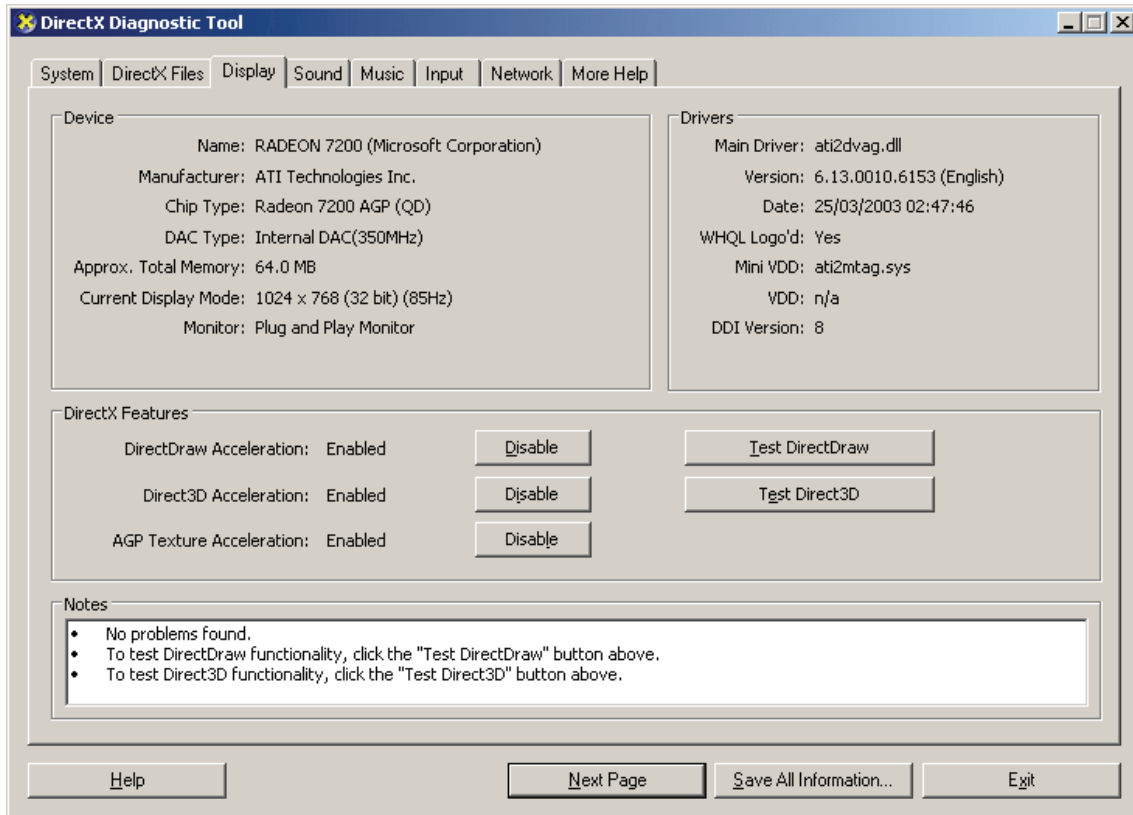 DirectX Diagnostic Tool
System DirectX Files Display Sound Music Input Network More Help
Device
Name: RADEON 7200 (Microsoft Corporation)
Manufacturer: ATI Technologies Inc.
Chip Type: Radeon 7200 AGP (QD)
DAC Type: Internal DAC(350MHz)
Approx. Total Memory: 64.0 MB
Current Display Mode: 1024 x 768 (32 bit) (85Hz)
Monitor: Plug and Play Monitor
Drivers
Main Driver: ati2dvag.dll
Version: 6.13.0010.6153 (English)
Date: 25/03/2003 02:47:46
WHQL Logo'd: Yes
Mini VDD: ati2mtag.sys
VDD: n/a
DDI Version: 8
DirectX Features
DirectDraw Acceleration: Enabled Disable Test DirectDraw
Direct3D Acceleration: Enabled Disable Test Direct3D
AGP Texture Acceleration: Enabled Disable
Notes
• No problems found.
• To test DirectDraw functionality, click the "Test DirectDraw" button above.
• To test Direct3D functionality, click the "Test Direct3D" button above.
Help Next Page Save All Information... Exit